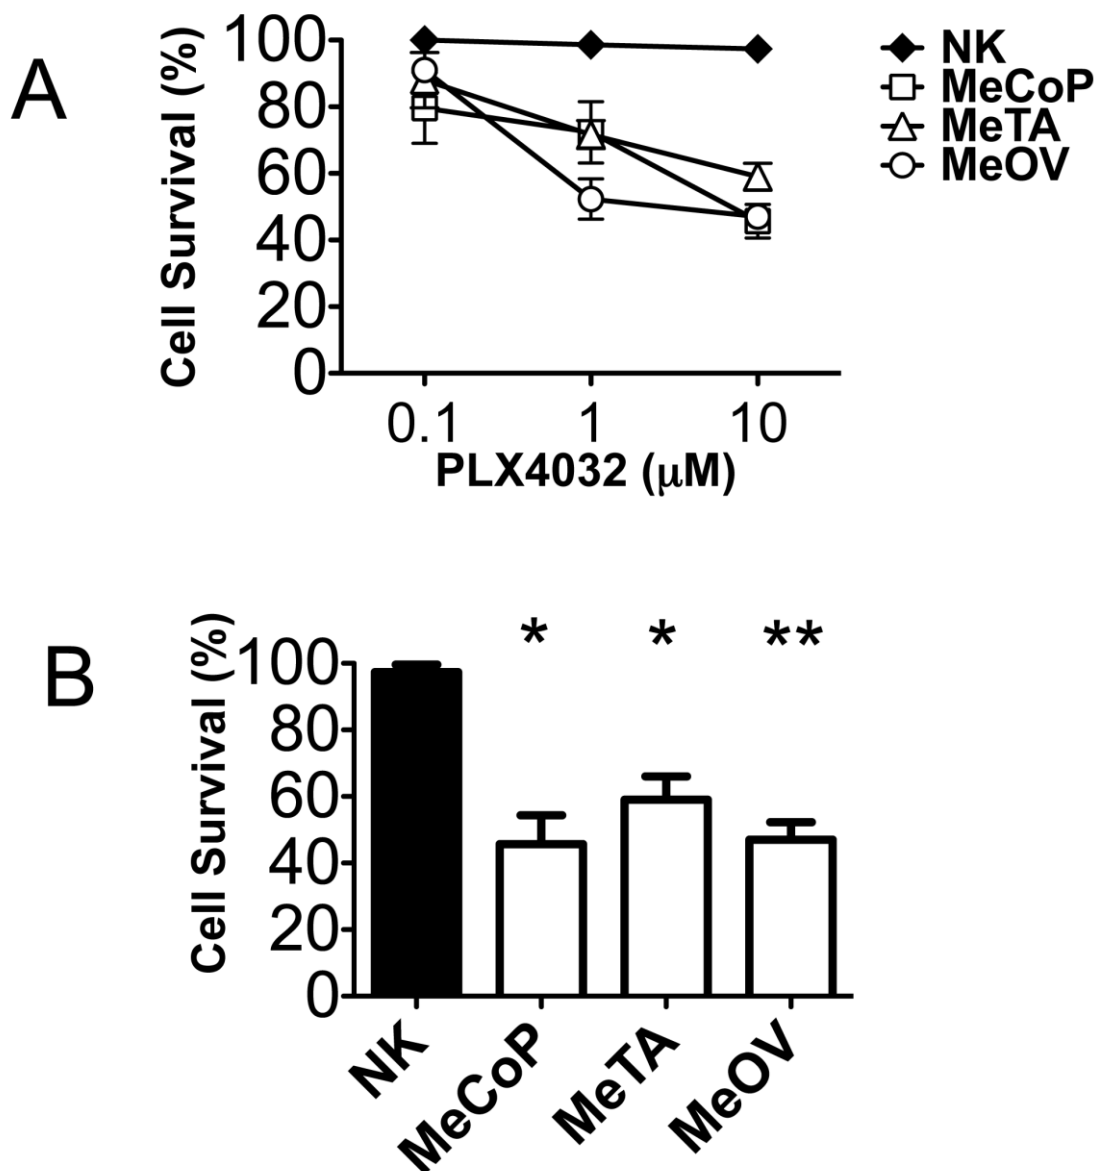 A
Cell Survival (%)
100
80
60
40
20
0
0.1 1 10
PLX4032 (μM)
NK
MeCoP
MeTA
MeOV
B
Cell Survival (%)
100
80
60
40
20
0
* * **
NK
MeCoP
MeTA
MeOV